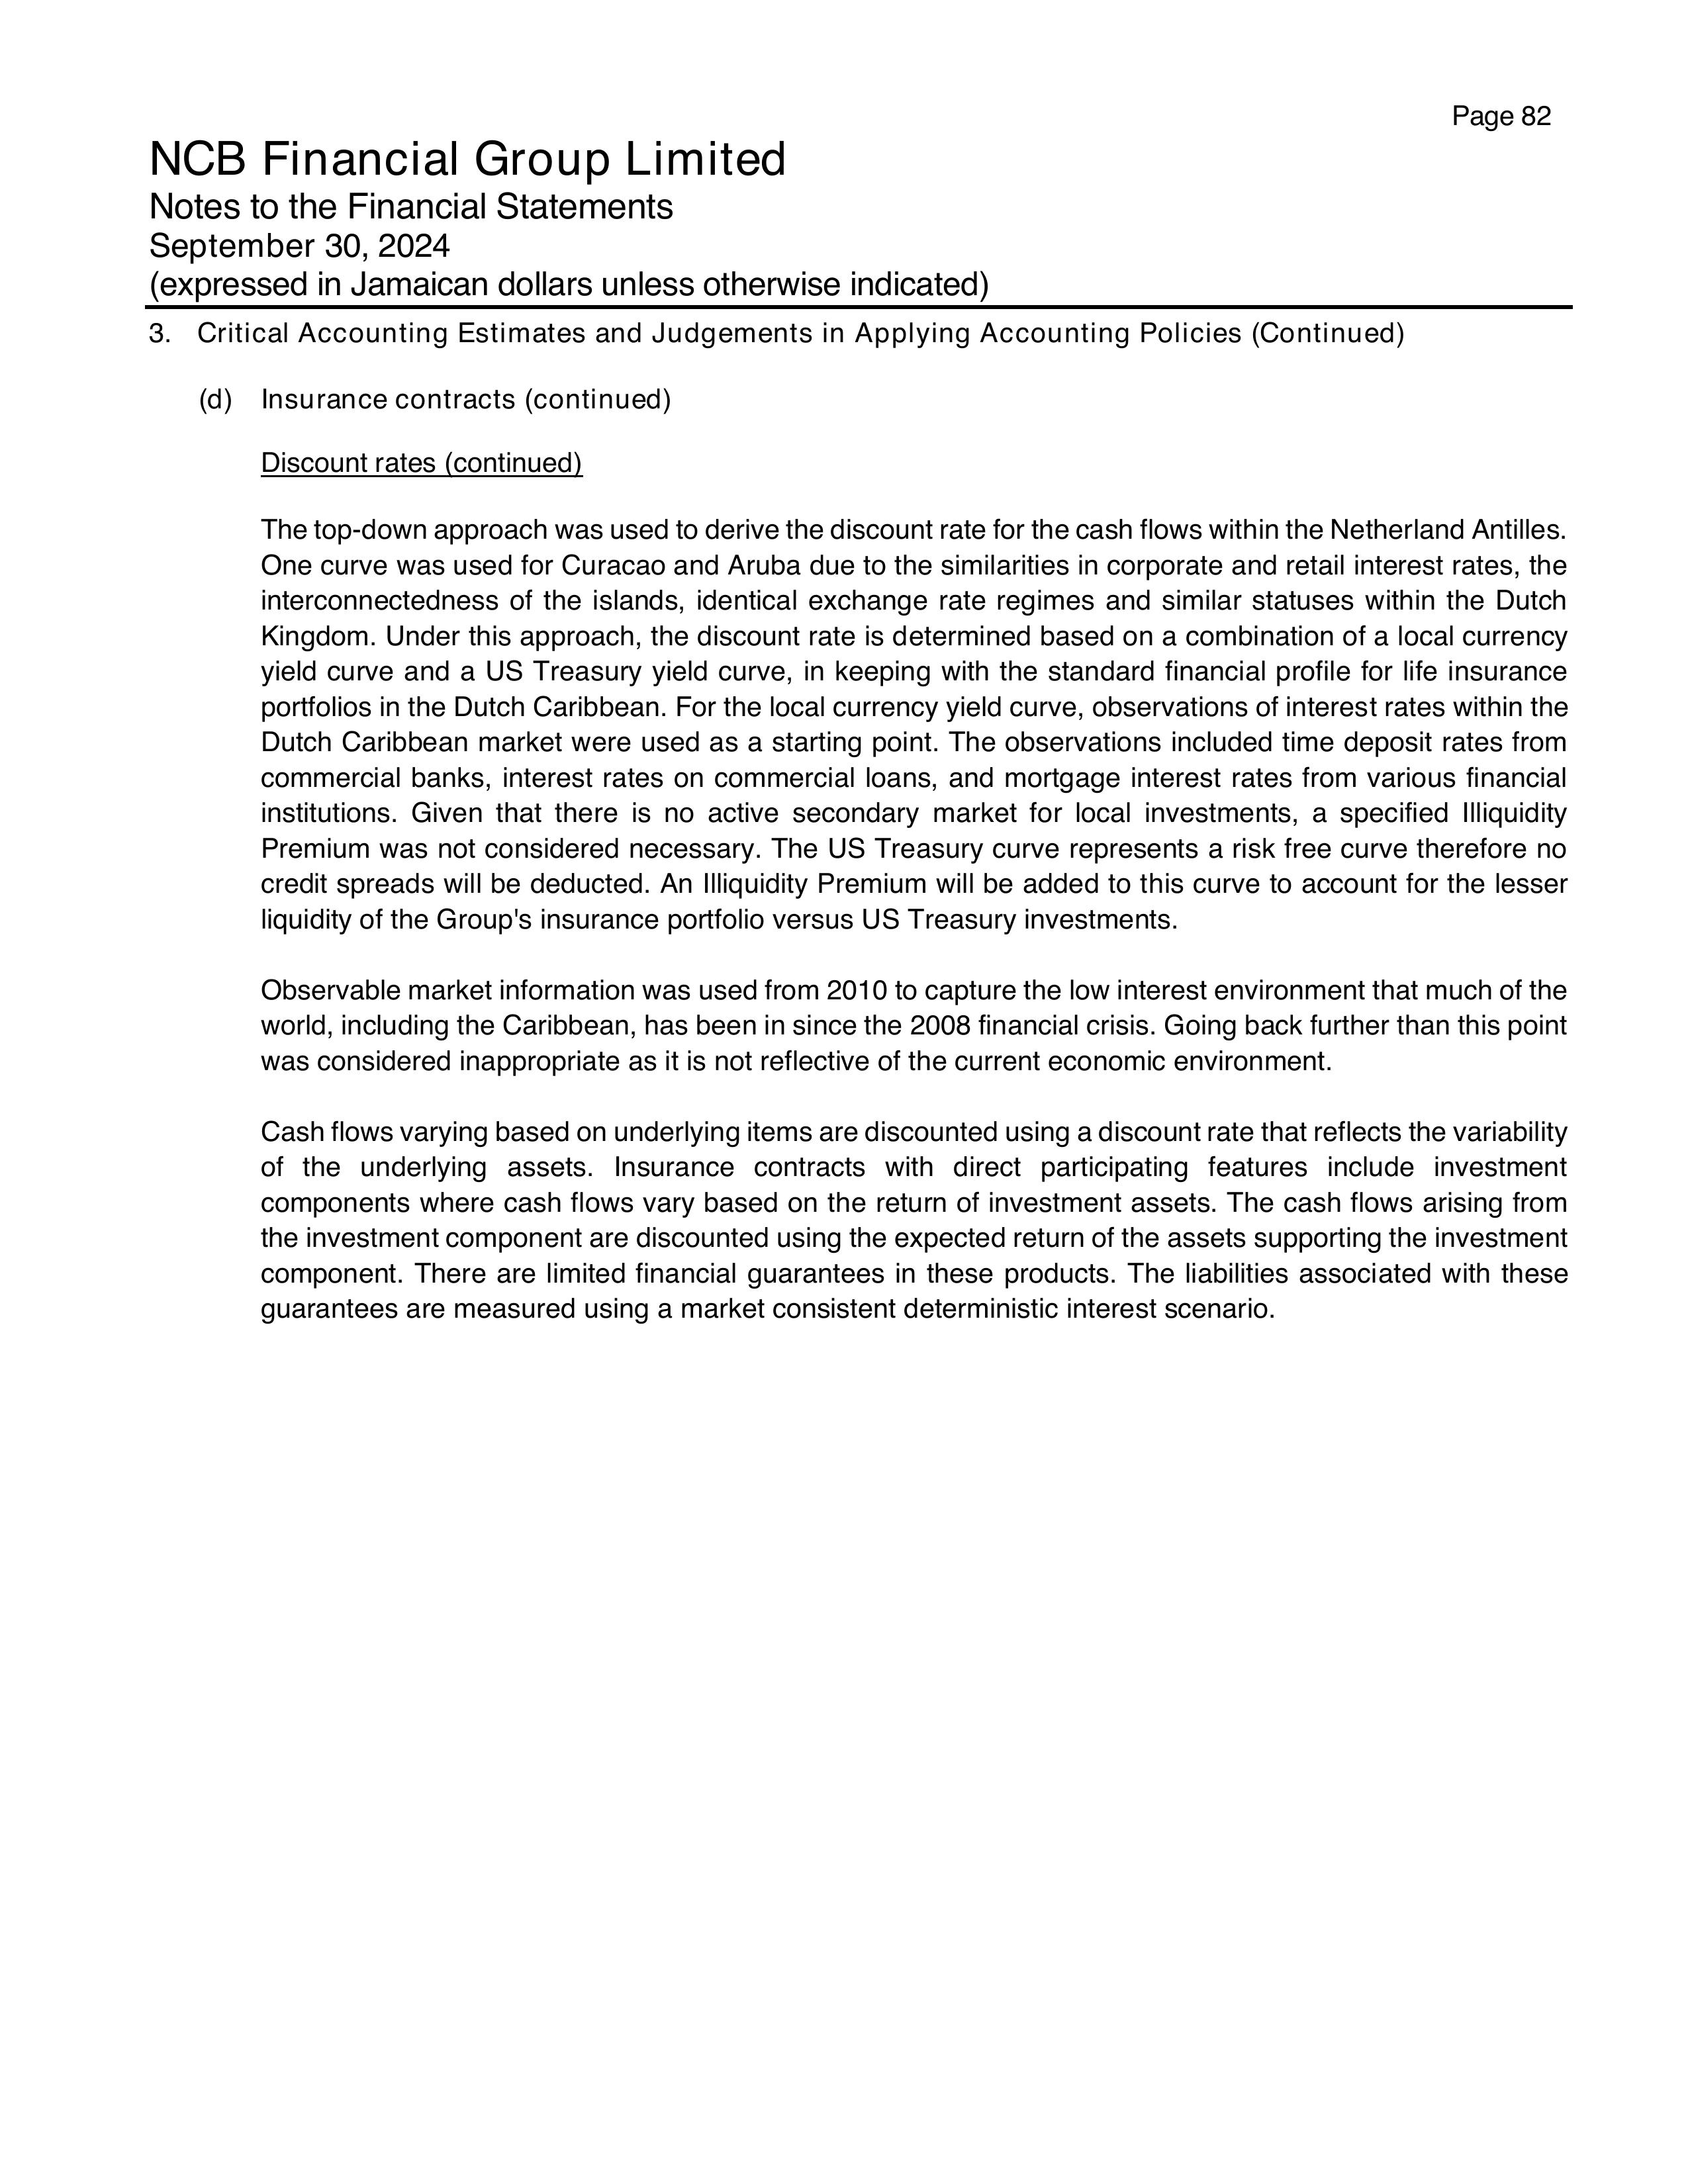 Page 82
NCB Financial Group Limited
Notes to the Financial Statements
September 30, 2024
(expressed in Jamaican dollars unless otherwise indicated)
3. Critical Accounting Estimates and Judgements in Applying Accounting Policies (Continued)
(d) Insurance contracts (continued)
Discount rates (continued)
The top-down approach was used to derive the discount rate for the cash flows within the Netherland Antilles.
One curve was used for Curacao and Aruba due to the similarities in corporate and retail interest rates, the
interconnectedness of the islands, identical exchange rate regimes and similar statuses within the Dutch
Kingdom. Under this approach, the discount rate is determined based on a combination of a local currency
yield curve and a US Treasury yield curve, in keeping with the standard financial profile for life insurance
portfolios in the Dutch Caribbean. For the local currency yield curve, observations of interest rates within the
Dutch Caribbean market were used as a starting point. The observations included time deposit rates from
commercial banks, interest rates on commercial loans, and mortgage interest rates from various financial
institutions. Given that there is no active secondary market for local investments, a specified Illiquidity
Premium was not considered necessary. The US Treasury curve represents a risk free curve therefore no
credit spreads will be deducted. An Illiquidity Premium will be added to this curve to account for the lesser
liquidity of the Group's insurance portfolio versus US Treasury investments.
Observable market information was used from 2010 to capture the low interest environment that much of the
world, including the Caribbean, has been in since the 2008 financial crisis. Going back further than this point
was considered inappropriate as it is not reflective of the current economic environment.
Cash flows varying based on underlying items are discounted using a discount rate that reflects the variability
of the underlying assets. Insurance contracts with direct participating features include investment
components where cash flows vary based on the return of investment assets. The cash flows arising from
the investment component are discounted using the expected return of the assets supporting the investment
component. There are limited financial guarantees in these products. The liabilities associated with these
guarantees are measured using a market consistent deterministic interest scenario.